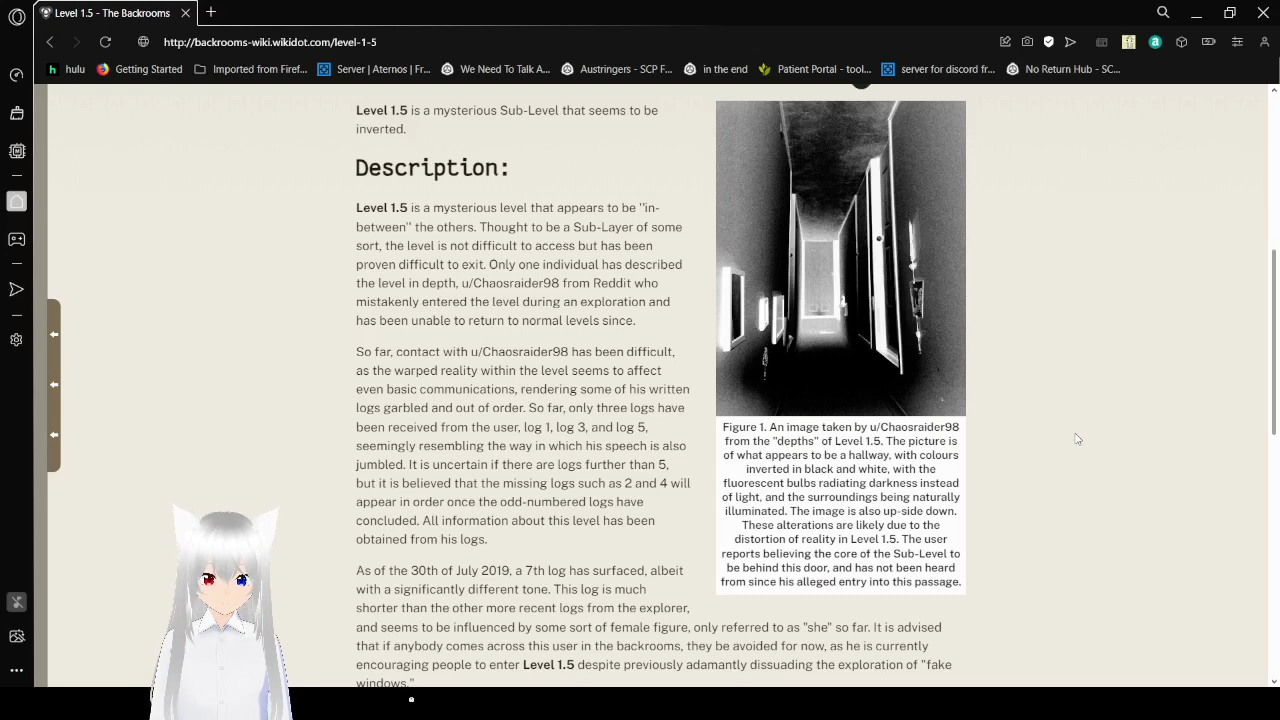 Level 1.5 - The Backrooms
http://backrooms-wiki.wikidot.com/level-1-5
hulu
Getting Started
Imported from Firef...
Server | Aternos | Fr...
We Need To Talk A...
Austringers - SCP F...
in the end
Patient Portal - tool...
server for discord fr...
No Return Hub - SC...
Level 1.5 is a mysterious Sub-Level that seems to be
inverted.
Description:
Level 1.5 is a mysterious level that appears to be "in-
between" the others. Thought to be a Sub-Layer of some
sort, the level is not difficult to access but has been
proven difficult to exit. Only one individual has described
the level in depth, u/Chaosraider98 from Reddit who
mistakenly entered the level during an exploration and
has been unable to return to normal levels since.
So far, contact with u/Chaosraider98 has been difficult,
as the warped reality within the level seems to affect
even basic communications, rendering some of his written
logs garbled and out of order. So far, only three logs have
been received from the user, log 1, log 3, and log 5,
seemingly resembling the way in which his speech is also
jumbled. It is uncertain if there are logs further than 5,
but it is believed that the missing logs such as 2 and 4 will
appear in order once the odd-numbered logs have
concluded. All information about this level has been
obtained from his logs.
As of the 30th of July 2019, a 7th log has surfaced, albeit
with a significantly different tone. This log is much
shorter than the other more recent logs from the explorer,
and seems to be influenced by some sort of female figure, only referred to as "she" so far. It is advised
that if anybody comes across this user in the backrooms, they be avoided for now, as he is currently
encouraging people to enter Level 1.5 despite previously adamantly dissuading the exploration of "fake
windows."
Figure 1. An image taken by u/Chaosraider98
from the "depths" of Level 1.5. The picture is
of what appears to be a hallway, with colours
inverted in black and white, with the
fluorescent bulbs radiating darkness instead
of light, and the surroundings being naturally
illuminated. The image is also up-side down.
These alterations are likely due to the
distortion of reality in Level 1.5. The user
reports believing the core of the Sub-Level to
be behind this door, and has not been heard
from since his alleged entry into this passage.